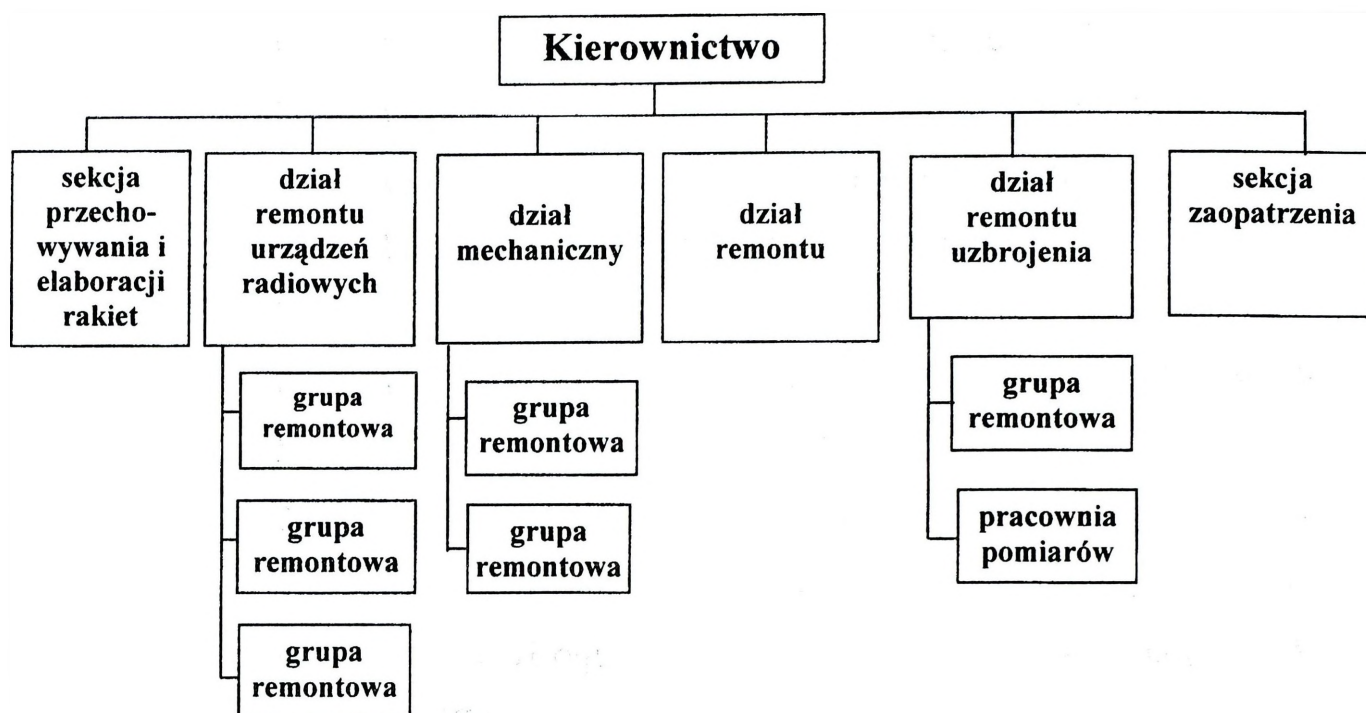 Kierownictwo
sekcja
przecho-
wywania i
elaboracji
rakiet
dział
remontu
urządzeń
radiowych
dział
mechaniczny
dział
remontu
dział
remontu
uzbrojenia
sekcja
zaopatrzenia
grupa
remontowa
grupa
remontowa
grupa
remontowa
grupa
remontowa
grupa
remontowa
grupa
remontowa
pracownia
pomiarów